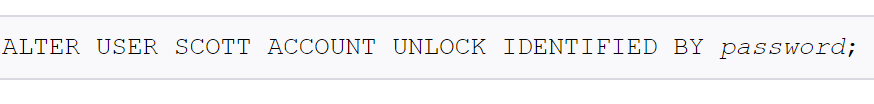 ALTER USER SCOTT ACCOUNT UNLOCK IDENTIFIED BY password;